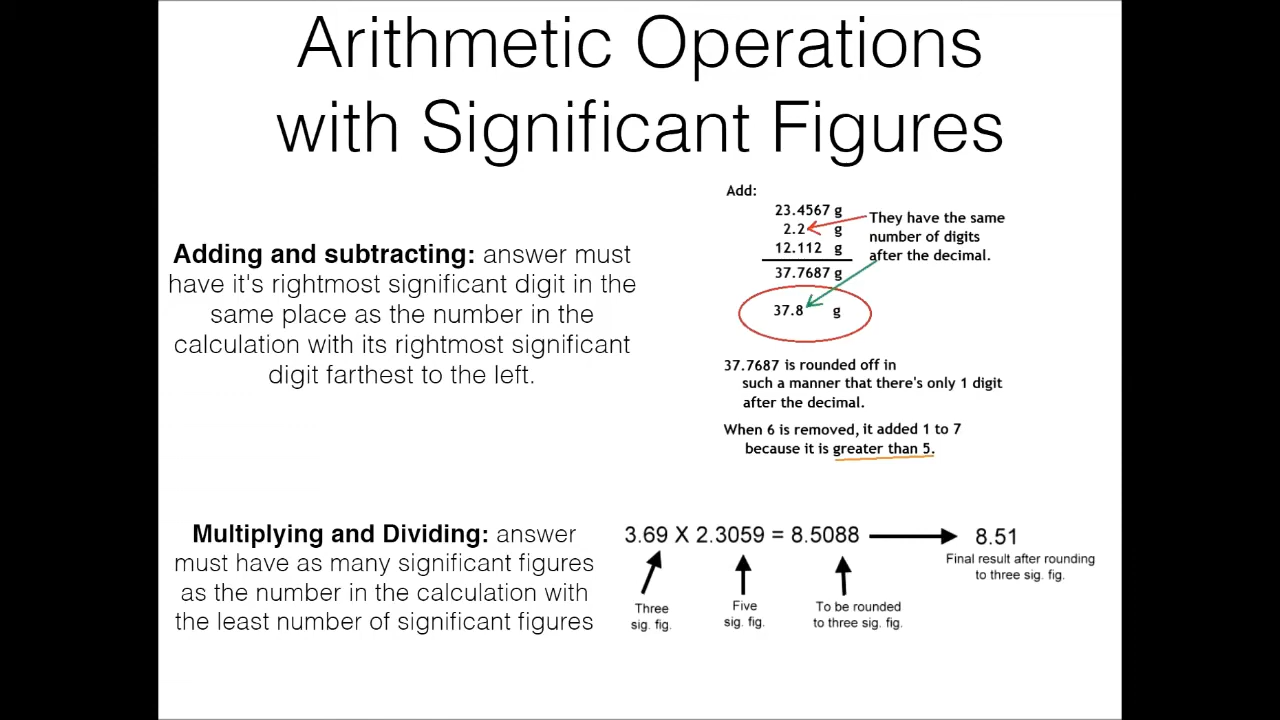 Arithmetic Operations
with Significant Figures
Adding and subtracting: answer must
have it's rightmost significant digit in the
same place as the number in the
calculation with its rightmost significant
digit farthest to the left.
Add:
23.4567 g
2.2 g
12.112 g
37.7687 g
37.8 g
They have the same
number of digits
after the decimal.
37.7687 is rounded off in
such a manner that there's only 1 digit
after the decimal.
When 6 is removed, it added 1 to 7
because it is greater than 5.
Multiplying and Dividing: answer
must have as many significant figures
as the number in the calculation with
the least number of significant figures
3.69 X 2.3059 = 8.5088
8.51
Three
sig. fig.
Five
sig. fig.
To be rounded
to three sig. fig.
Final result after rounding
to three sig. fig.